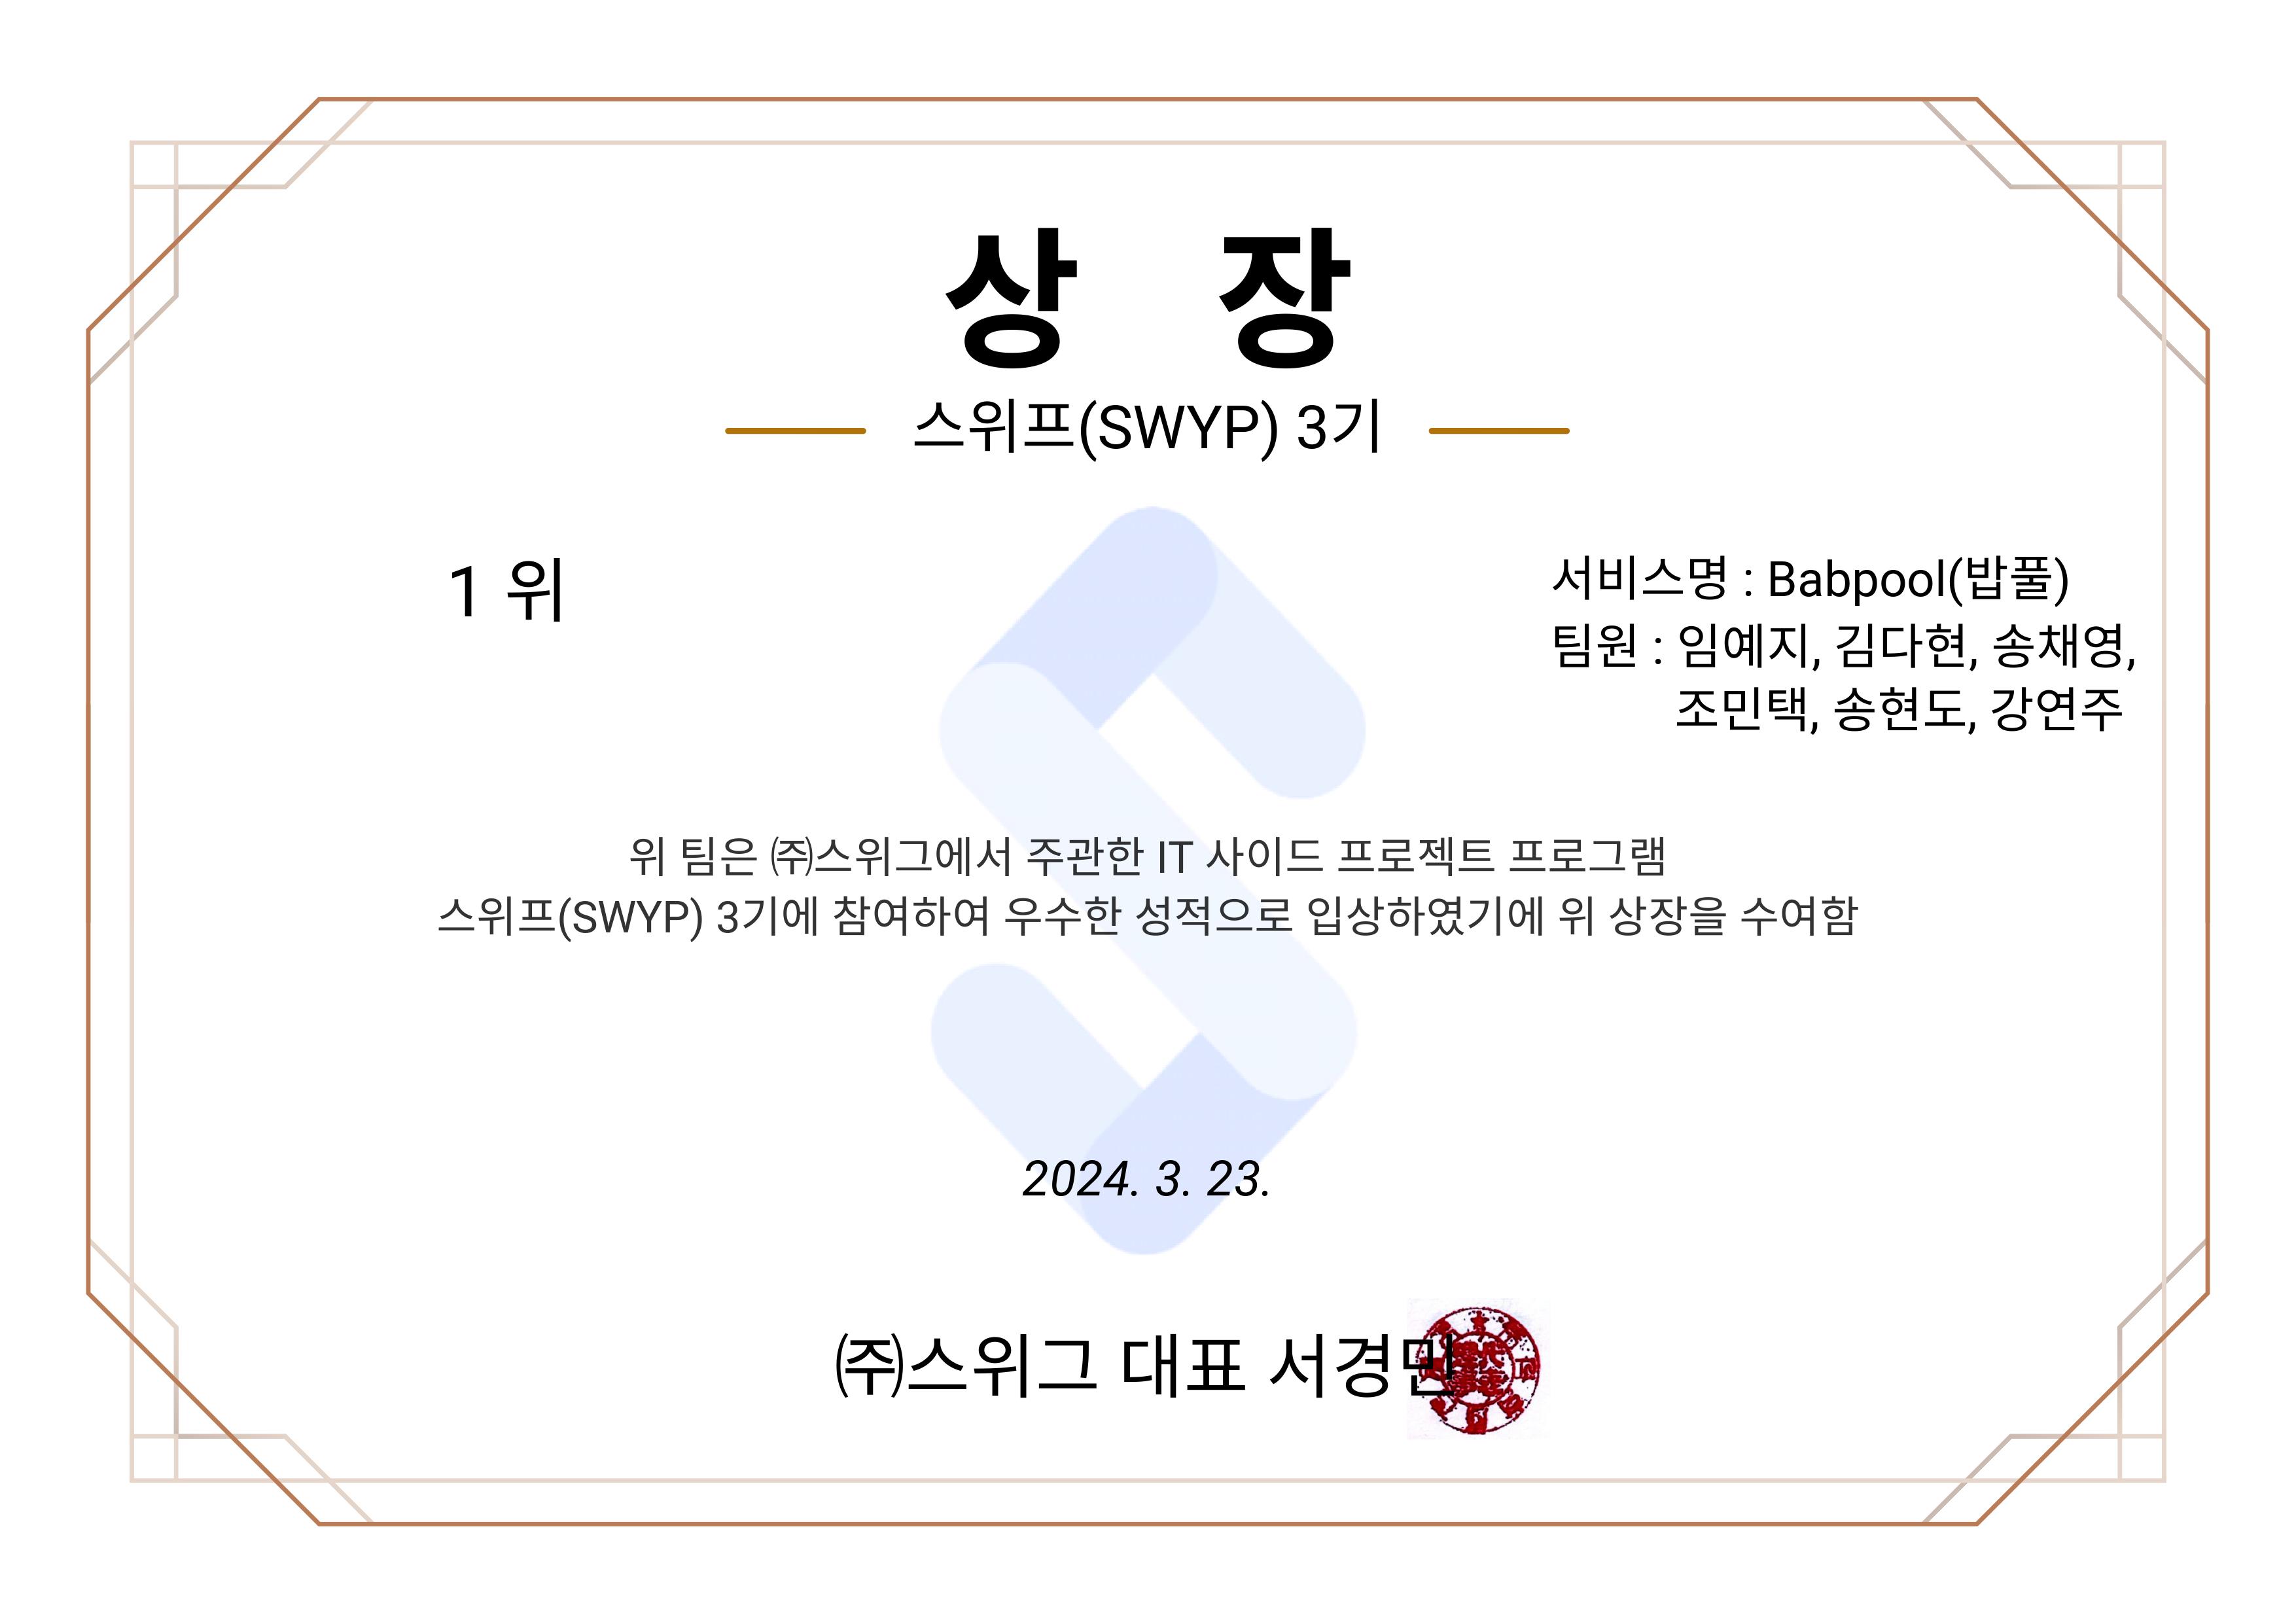 상 장
스위프(SWYP) 3기
1 위
서비스명 : Babpool(밥풀)
팀원 : 임예지, 김다현, 송채영,
조민택, 송현도, 강연주
위 팀은 ㈜스위그에서 주관한 IT 사이드 프로젝트 프로그램
스위프(SWYP) 3기에 참여하여 우수한 성적으로 입상하였기에 위 상장을 수여함
2024. 3. 23.
㈜스위그 대표 서경민